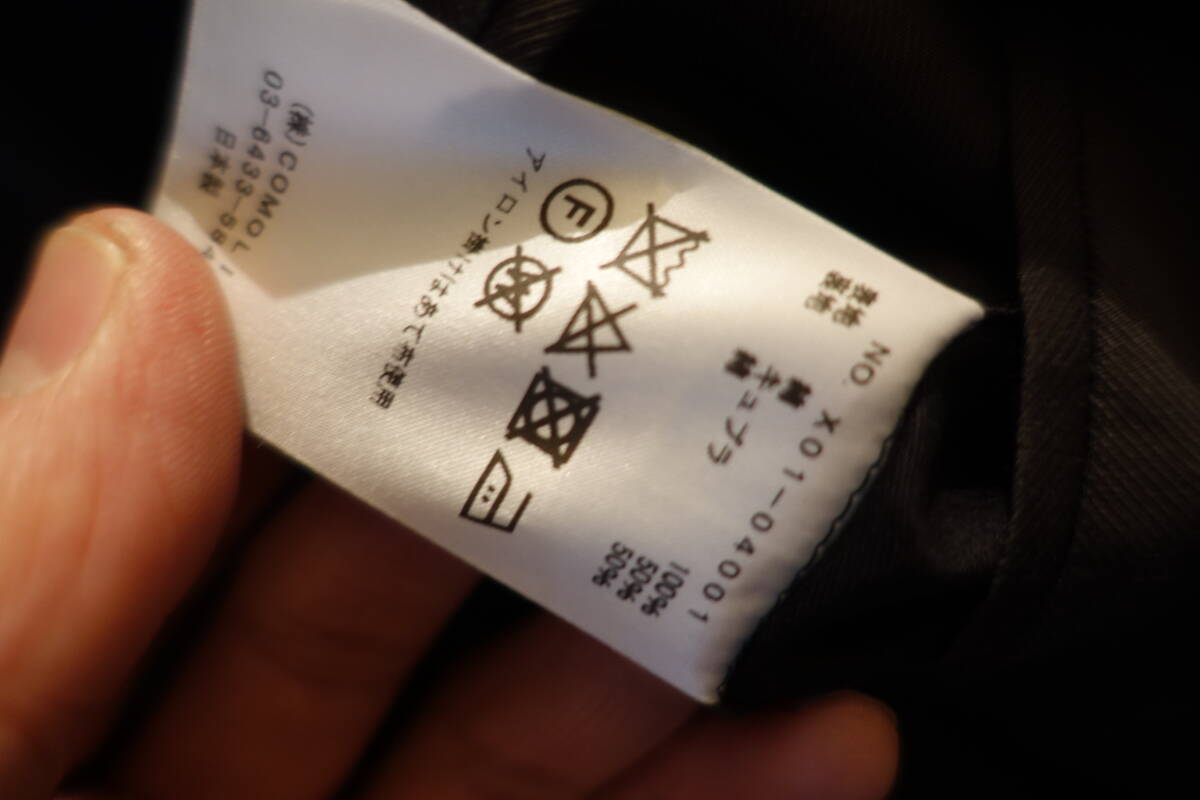 NO. X01-04001
表地 綿 100%
裏地 キュプラ 50%
綿 50%
F
W
アイロン掛けはあて布使用
(株)COMOLI
03-6433-
日本製